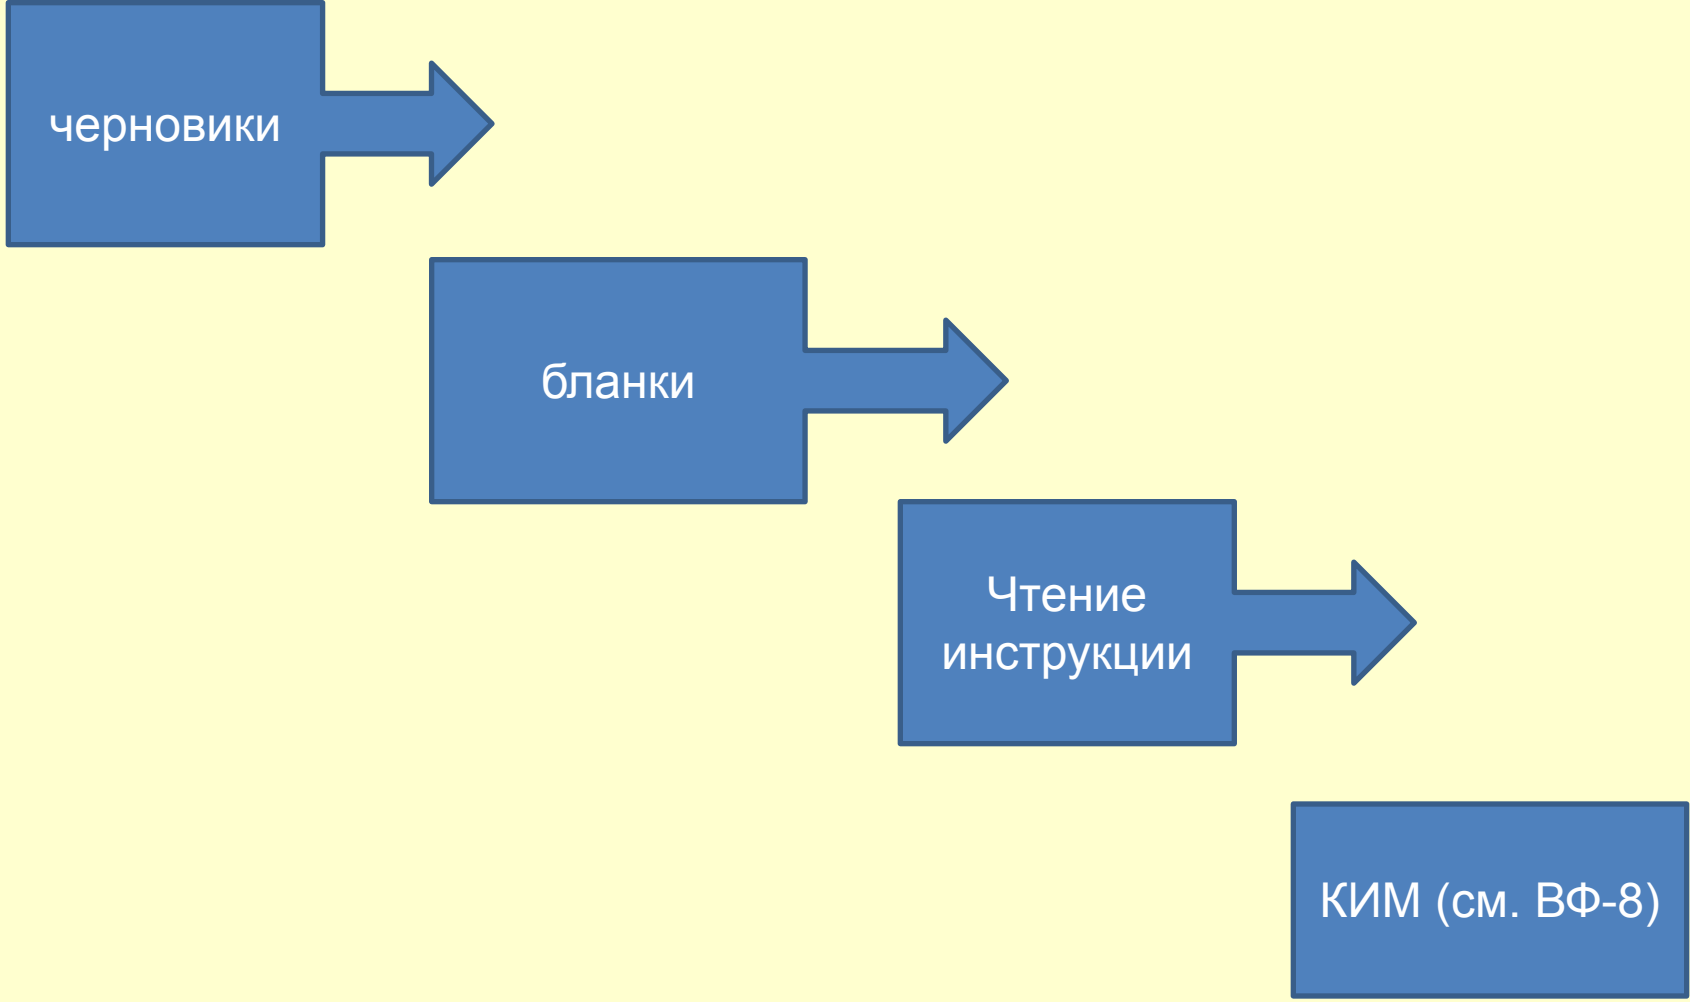 черновики
бланки
Чтение
инструкции
КИМ (см. ВФ-8)